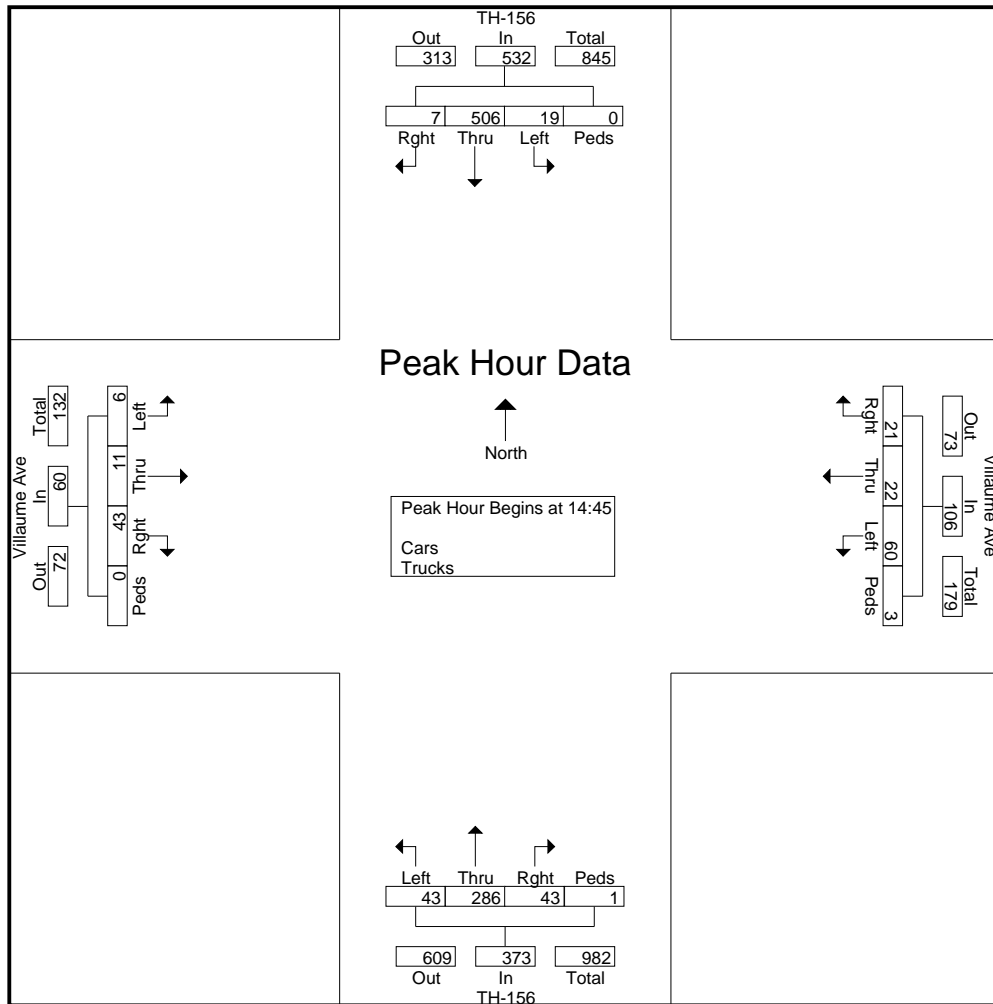 TH-156
Out In Total
313 532 845
7 506 19 0
Rght Thru Left Peds
Peak Hour Data
North
Peak Hour Begins at 14:45
Cars
Trucks
Villaume Ave
Total In Out
132 60 72
6 11 43 0
Left Thru Rght Peds
Rght Thru Left Peds
21 22 60 3
Out In Total
73 106 179
Villaume Ave
Left Thru Rght Peds
43 286 43 1
609 373 982
Out In Total
TH-156